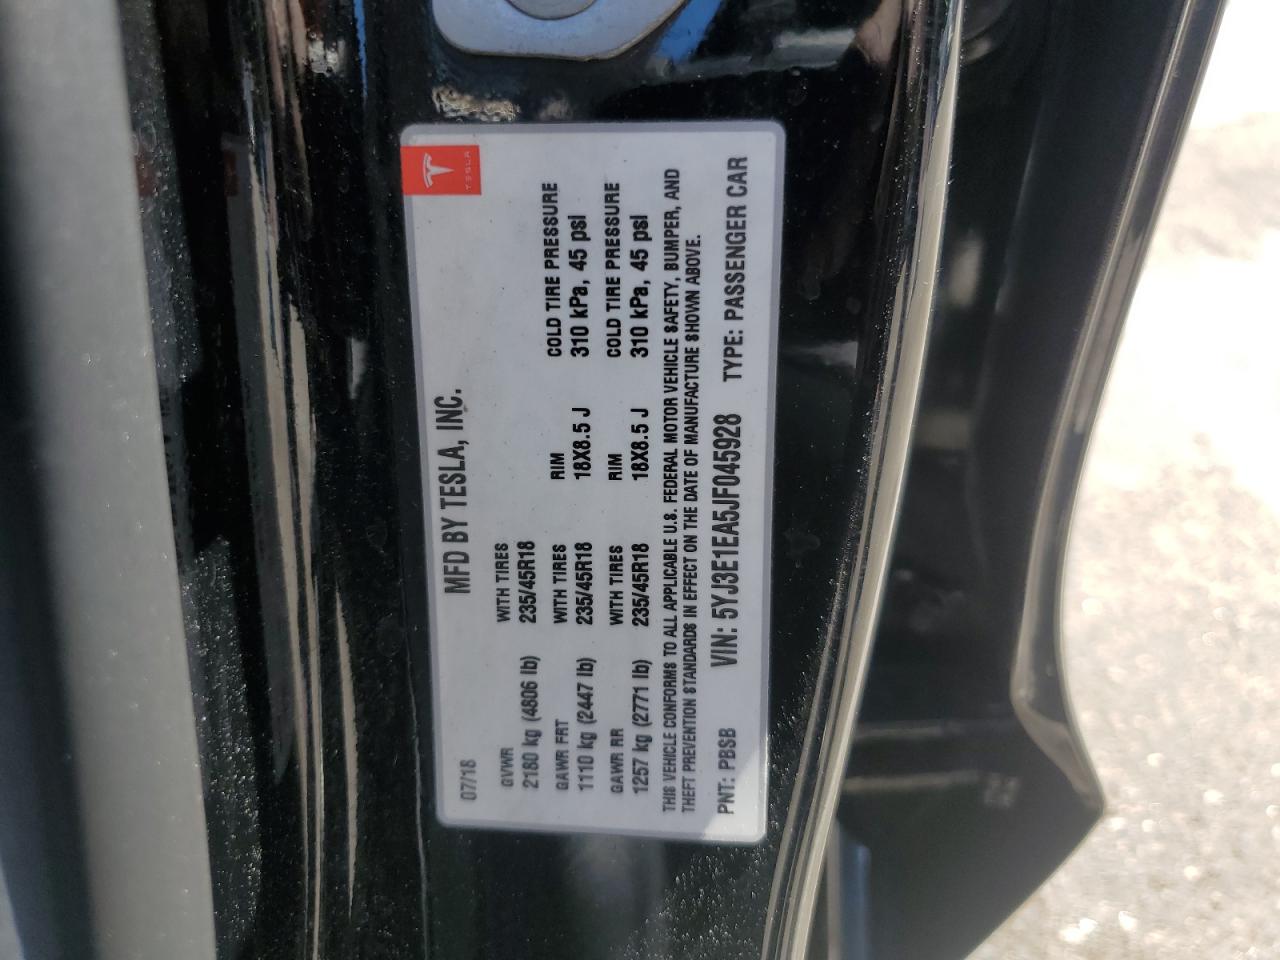 TESLA
MFD BY TESLA, INC.
07/18
GVWR WITH TIRES
2180 kg (4806 lb) 235/45R18
GAWR FRT WITH TIRES RIM COLD TIRE PRESSURE
1110 kg (2447 lb) 235/45R18 18X8.5 J 310 kPa, 45 psi
GAWR RR WITH TIRES RIM COLD TIRE PRESSURE
1257 kg (2771 lb) 235/45R18 18X8.5 J 310 kPa, 45 psi
THIS VEHICLE CONFORMS TO ALL APPLICABLE U.S. FEDERAL MOTOR VEHICLE SAFETY, BUMPER, AND
THEFT PREVENTION STANDARDS IN EFFECT ON THE DATE OF MANUFACTURE SHOWN ABOVE.
PNT: PBSB VIN: 5YJ3E1EA5JF045928 TYPE: PASSENGER CAR